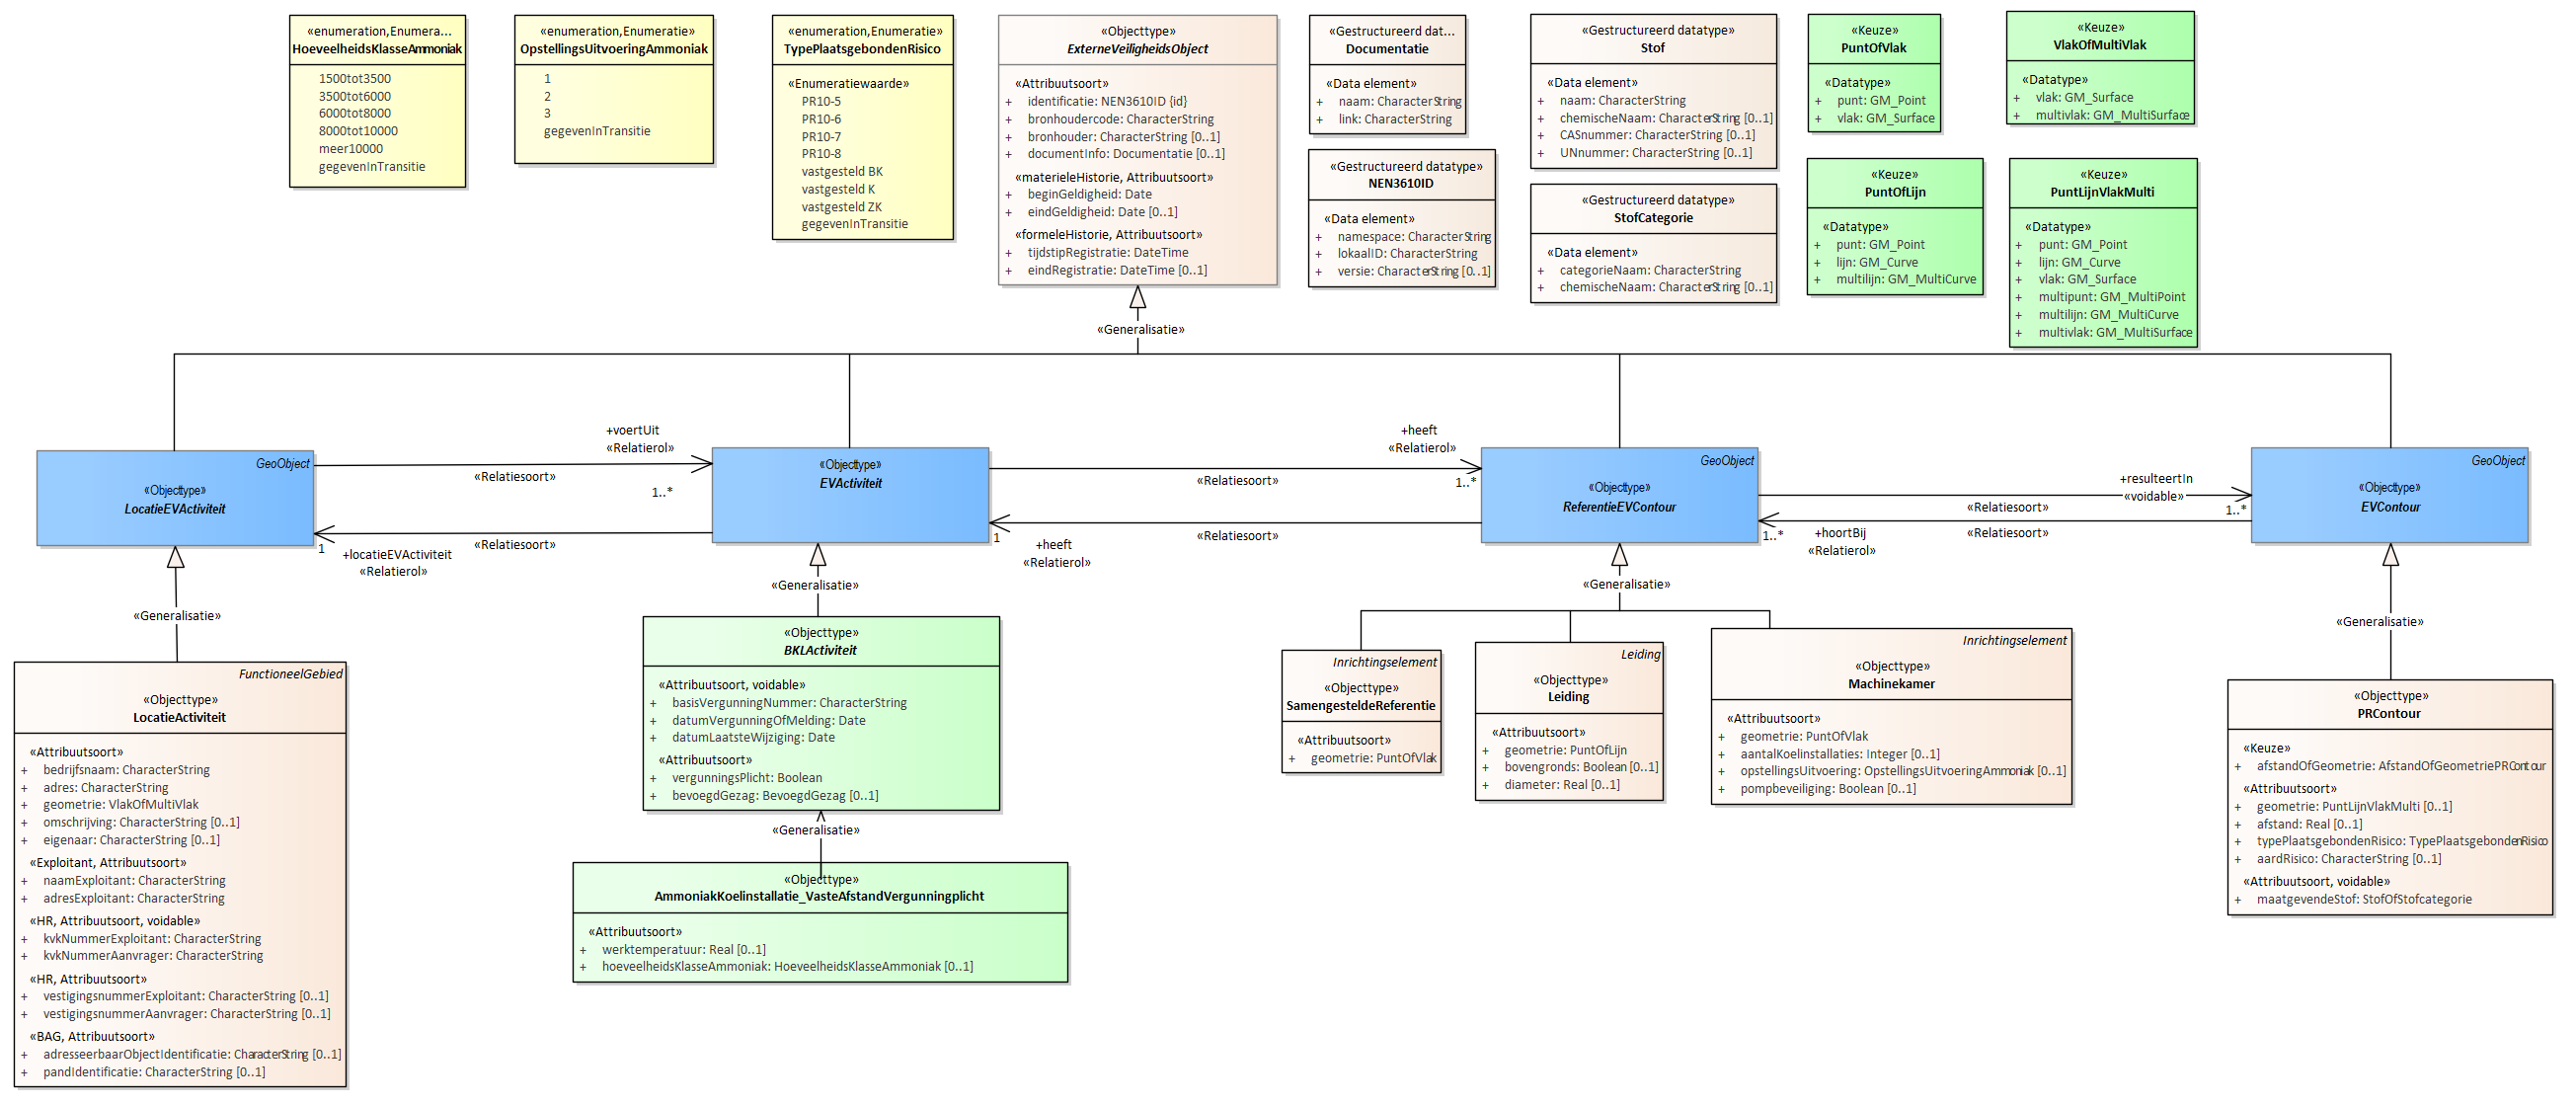 «enumeration,Enumera...
HoeveelheidsKlasseAmmoniak
1500tot3500
3500tot6000
6000tot8000
8000tot10000
meer10000
gegevenInTransitie
«enumeration,Enumeratie»
OpstellingsUitvoeringAmmoniak
1
2
3
gegevenInTransitie
«enumeration,Enumeratie»
TypePlaatsgebondenRisico
«Enumeratiewaarde»
PR10-5
PR10-6
PR10-7
PR10-8
vastgesteld BK
vastgesteld K
vastgesteld ZK
gegevenInTransitie
«Objecttype»
ExterneVeiligheidsObject
«Attribuutsoort»
+ identificatie: NEN3610ID {id}
+ bronhoudercode: CharacterString
+ bronhouder: CharacterString [0..1]
+ documentInfo: Documentatie [0..1]
«materieleHistorie, Attribuutsoort»
+ beginGeldigheid: Date
+ eindGeldigheid: Date [0..1]
«formeleHistorie, Attribuutsoort»
+ tijdstipRegistratie: DateTime
+ eindRegistratie: DateTime [0..1]
«Gestructureerd dat...
Documentatie
«Data element»
+ naam: CharacterString
+ link: CharacterString
«Gestructureerd datatype»
NEN3610ID
«Data element»
+ namespace: CharacterString
+ lokaalID: CharacterString
+ versie: CharacterString [0..1]
«Gestructureerd datatype»
Stof
«Data element»
+ naam: CharacterString
+ chemischeNaam: CharacterString [0..1]
+ CASnummer: CharacterString [0..1]
+ UNnummer: CharacterString [0..1]
«Gestructureerd datatype»
StofCategorie
«Data element»
+ categorieNaam: CharacterString
+ chemischeNaam: CharacterString [0..1]
«Keuze»
PuntOfVlak
«Datatype»
+ punt: GM_Point
+ vlak: GM_Surface
«Keuze»
VlakOfMultiVlak
«Datatype»
+ vlak: GM_Surface
+ multivlak: GM_MultiSurface
«Keuze»
PuntOfLijn
«Datatype»
+ punt: GM_Point
+ lijn: GM_Curve
+ multilijn: GM_MultiCurve
«Keuze»
PuntLijnVlakMulti
«Datatype»
+ punt: GM_Point
+ lijn: GM_Curve
+ vlak: GM_Surface
+ multipunt: GM_MultiPoint
+ multilijn: GM_MultiCurve
+ multivlak: GM_MultiSurface
«Generalisatie»
GeoObject
«Objecttype»
LocatieEVActiviteit
+voertUit
«Relatierol»
«Relatiesoort»
1..*
«Relatiesoort»
1
+locatieEVActiviteit
«Relatierol»
«Objecttype»
EVActiviteit
+heeft
«Relatierol»
«Relatiesoort»
1..*
«Relatiesoort»
1
+heeft
«Relatierol»
GeoObject
«Objecttype»
ReferentieEVContour
+resulteertIn
«voidable»
«Relatiesoort»
1..*
«Relatiesoort»
1..*
+hoortBij
«Relatierol»
GeoObject
«Objecttype»
EVContour
«Generalisatie»
«Generalisatie»
«Generalisatie»
«Generalisatie»
FunctioneelGebied
«Objecttype»
LocatieActiviteit
«Attribuutsoort»
+ bedrijfsnaam: CharacterString
+ adres: CharacterString
+ geometrie: VlakOfMultiVlak
+ omschrijving: CharacterString [0..1]
+ eigenaar: CharacterString [0..1]
«Exploitant, Attribuutsoort»
+ naamExploitant: CharacterString
+ adresExploitant: CharacterString
«HR, Attribuutsoort, voidable»
+ kvkNummerExploitant: CharacterString
+ kvkNummerAanvrager: CharacterString
«HR, Attribuutsoort»
+ vestigingsnummerExploitant: CharacterString [0..1]
+ vestigingsnummerAanvrager: CharacterString [0..1]
«BAG, Attribuutsoort»
+ adresseerbaarObjectIdentificatie: CharacterString [0..1]
+ pandIdentificatie: CharacterString [0..1]
«Objecttype»
BKLActiviteit
«Attribuutsoort, voidable»
+ basisVergunningNummer: CharacterString
+ datumVergunningOfMelding: Date
+ datumLaatsteWijziging: Date
«Attribuutsoort»
+ vergunningsPlicht: Boolean
+ bevoegdGezag: BevoegdGezag [0..1]
«Generalisatie»
«Objecttype»
AmmoniakKoelinstallatie_VasteAfstandVergunningplicht
«Attribuutsoort»
+ werktemperatuur: Real [0..1]
+ hoeveelheidsKlasseAmmoniak: HoeveelheidsKlasseAmmoniak [0..1]
Inrichtingselement
«Objecttype»
SamengesteldeReferentie
«Attribuutsoort»
+ geometrie: PuntOfVlak
Leiding
«Objecttype»
Leiding
«Attribuutsoort»
+ geometrie: PuntOfLijn
+ bovengronds: Boolean [0..1]
+ diameter: Real [0..1]
Inrichtingselement
«Objecttype»
Machinekamer
«Attribuutsoort»
+ geometrie: PuntOfVlak
+ aantalKoelinstallaties: Integer [0..1]
+ opstellingsUitvoering: OpstellingsUitvoeringAmmoniak [0..1]
+ pompbeveiliging: Boolean [0..1]
«Objecttype»
PRContour
«Keuze»
+ afstandOfGeometrie: AfstandOfGeometriePRContour
«Attribuutsoort»
+ geometrie: PuntLijnVlakMulti [0..1]
+ afstand: Real [0..1]
+ typePlaatsgebondenRisico: TypePlaatsgebondenRisico
+ aardRisico: CharacterString [0..1]
«Attribuutsoort, voidable»
+ maatgevendeStof: StofOfStofcategorie